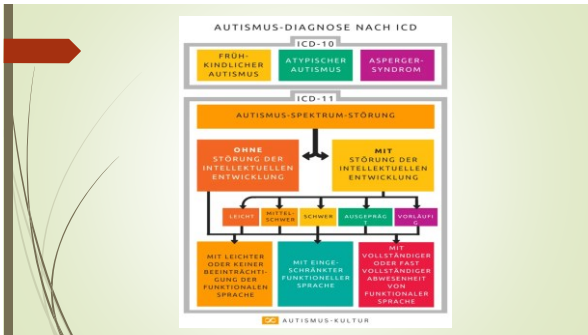 AUTISMUS-DIAGNOSE NACH ICD
ICD-10
FRÜH-
KINDLICHER
AUTISMUS
ATYPISCHER
AUTISMUS
ASPERGER-
SYNDROM
ICD-11
AUTISMUS-SPEKTRUM-STÖRUNG
OHNE
STÖRUNG DER
INTELLEKTUELLEN
ENTWICKLUNG
MIT
STÖRUNG DER
INTELLEKTUELLEN
ENTWICKLUNG
LEICHT
MITTEL-
SCHWER
SCHWER
AUSGEPRÄG
T
VORLÄUFI
G
MIT LEICHTER
ODER KEINER
BEEINTRÄCHTI-
GUNG DER
FUNKTIONALEN
SPRACHE
MIT EINGE-
SCHRÄNKTER
FUNKTIONELLER
SPRACHE
MIT
VOLLSTÄNDIGER
ODER FAST
VOLLSTÄNDIGER
ABWESENHEIT
VON
FUNKTIONALER
SPRACHE
AUTISMUS-KULTUR